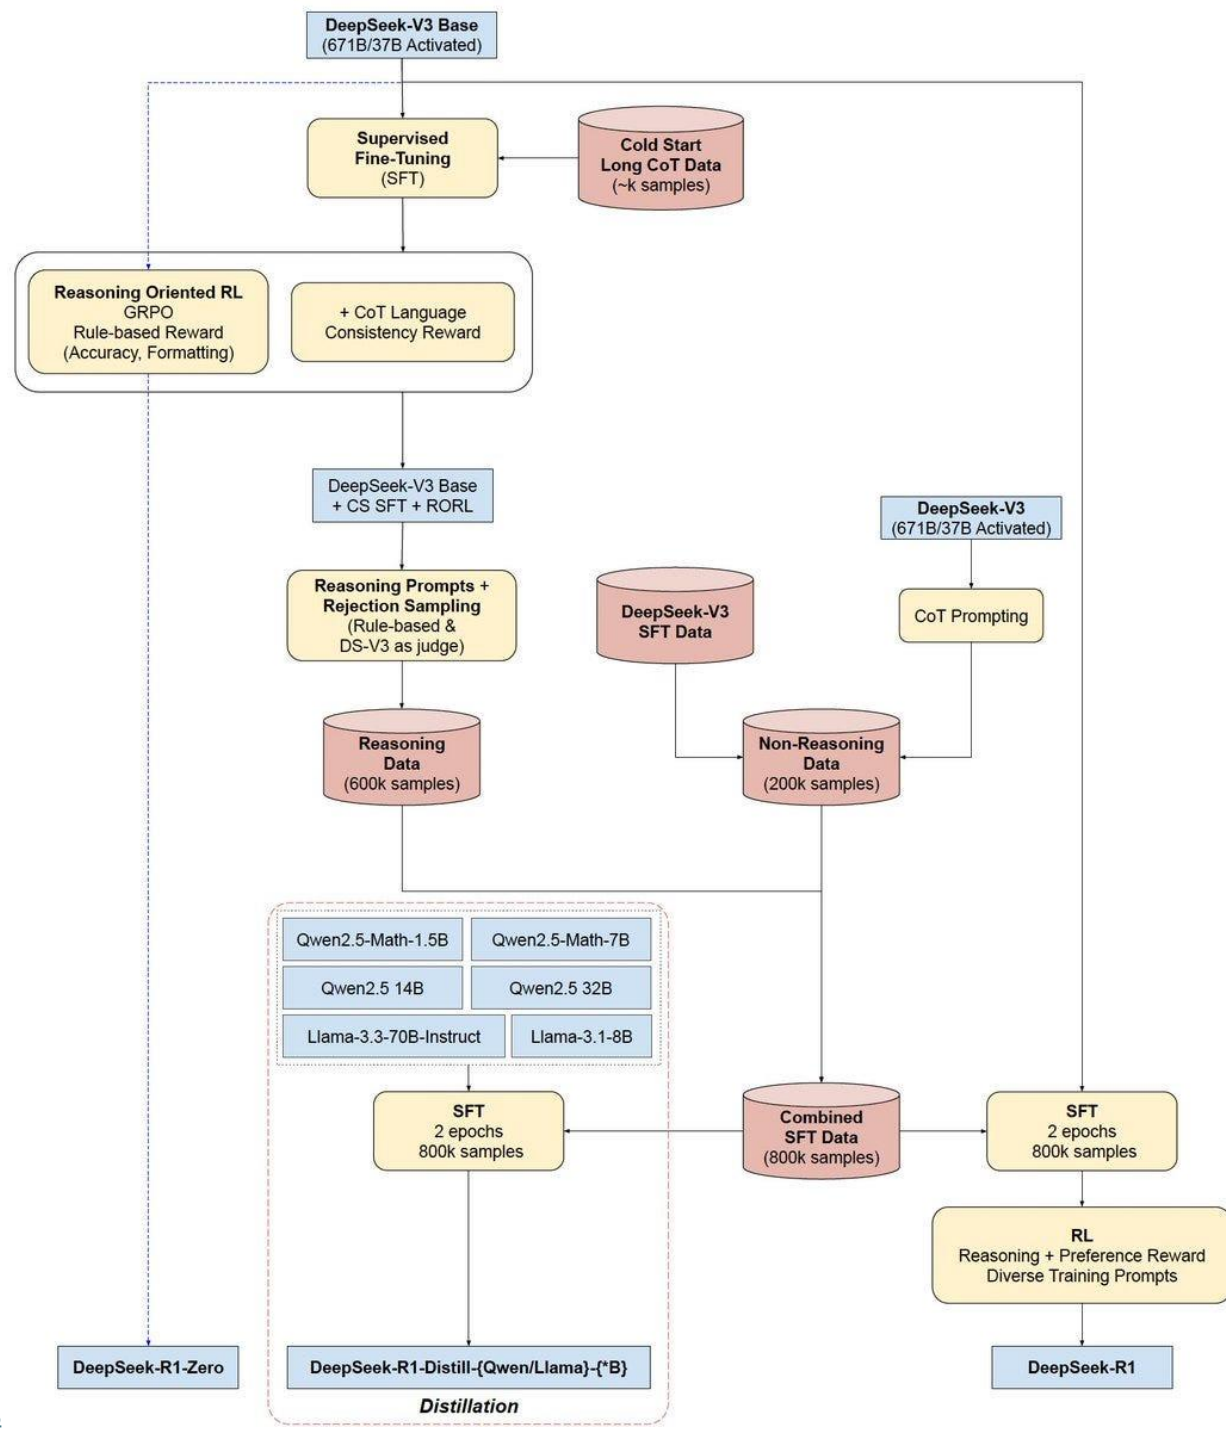 DeepSeek-V3 Base
(671B/37B Activated)
Supervised
Fine-Tuning
(SFT)
Cold Start
Long CoT Data
(~k samples)
Reasoning Oriented RL
GRPO
Rule-based Reward
(Accuracy, Formatting)
+ CoT Language
Consistency Reward
DeepSeek-V3 Base
+ CS SFT + RORL
DeepSeek-V3
(671B/37B Activated)
Reasoning Prompts +
Rejection Sampling
(Rule-based &
DS-V3 as judge)
DeepSeek-V3
SFT Data
CoT Prompting
Reasoning
Data
(600k samples)
Non-Reasoning
Data
(200k samples)
Qwen2.5-Math-1.5B
Qwen2.5-Math-7B
Qwen2.5 14B
Qwen2.5 32B
Llama-3.3-70B-Instruct
Llama-3.1-8B
SFT
2 epochs
800k samples
Combined
SFT Data
(800k samples)
SFT
2 epochs
800k samples
RL
Reasoning + Preference Reward
Diverse Training Prompts
DeepSeek-R1-Zero
DeepSeek-R1-Distill-{Qwen/Llama}-{*B}
DeepSeek-R1
Distillation